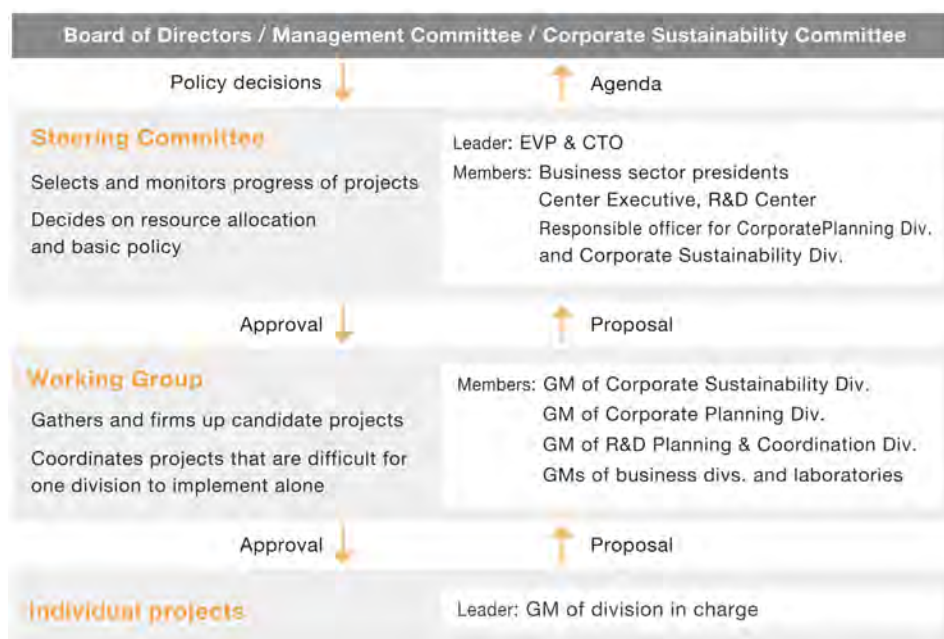 Board of Directors / Management Committee / Corporate Sustainability Committee
Policy decisions
Agenda
Steering Committee
Selects and monitors progress of projects
Decides on resource allocation
and basic policy
Leader: EVP & CTO
Members: Business sector presidents
Center Executive, R&D Center
Responsible officer for CorporatePlanning Div.
and Corporate Sustainability Div.
Approval
Proposal
Working Group
Gathers and firms up candidate projects
Coordinates projects that are difficult for
one division to implement alone
Members: GM of Corporate Sustainability Div.
GM of Corporate Planning Div.
GM of R&D Planning & Coordination Div.
GMs of business divs. and laboratories
Approval
Proposal
Individual projects
Leader: GM of division in charge